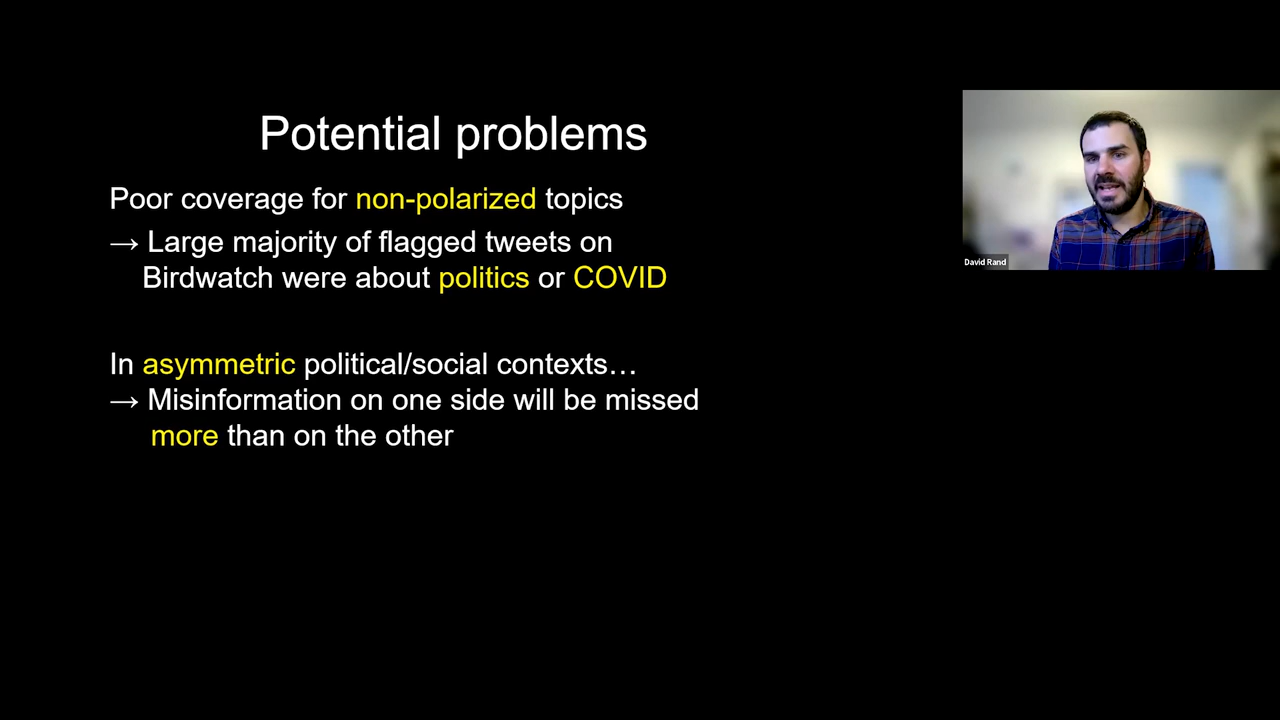 Potential problems
Poor coverage for non-polarized topics
→ Large majority of flagged tweets on
Birdwatch were about politics or COVID
In asymmetric political/social contexts…
→ Misinformation on one side will be missed
more than on the other
David Rand